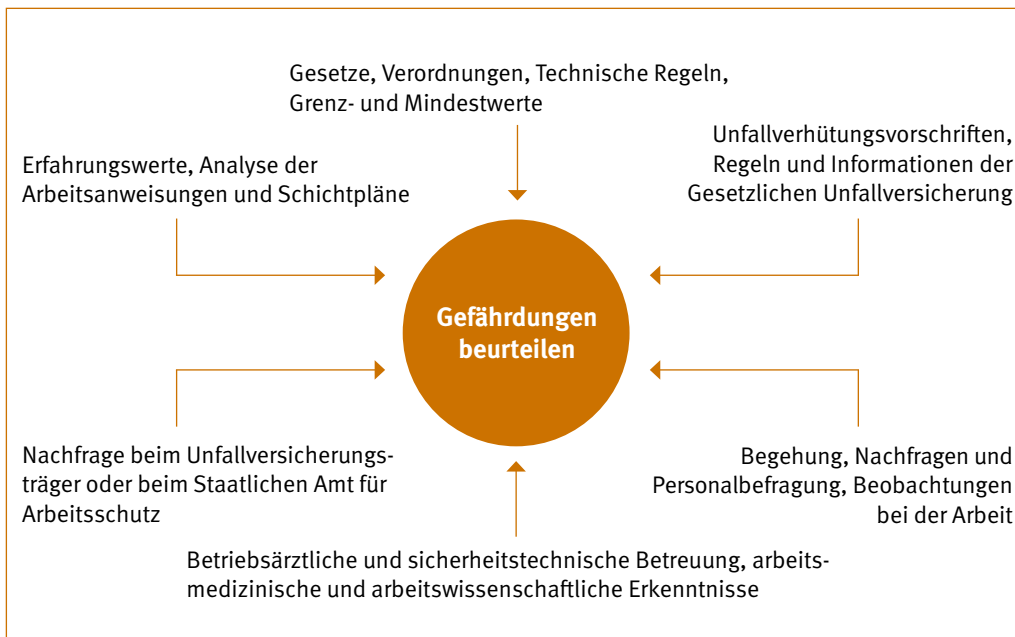 Gesetze, Verordnungen, Technische Regeln,
Grenz- und Mindestwerte
Unfallverhütungsvorschriften,
Regeln und Informationen der
Gesetzlichen Unfallversicherung
Erfahrungswerte, Analyse der
Arbeitsanweisungen und Schichtpläne
Gefährdungen
beurteilen
Nachfrage beim Unfallversicherungs-
träger oder beim Staatlichen Amt für
Arbeitsschutz
Begehung, Nachfragen und
Personalbefragung, Beobachtungen
bei der Arbeit
Betriebsärztliche und sicherheitstechnische Betreuung, arbeits-
medizinische und arbeitswissenschaftliche Erkenntnisse